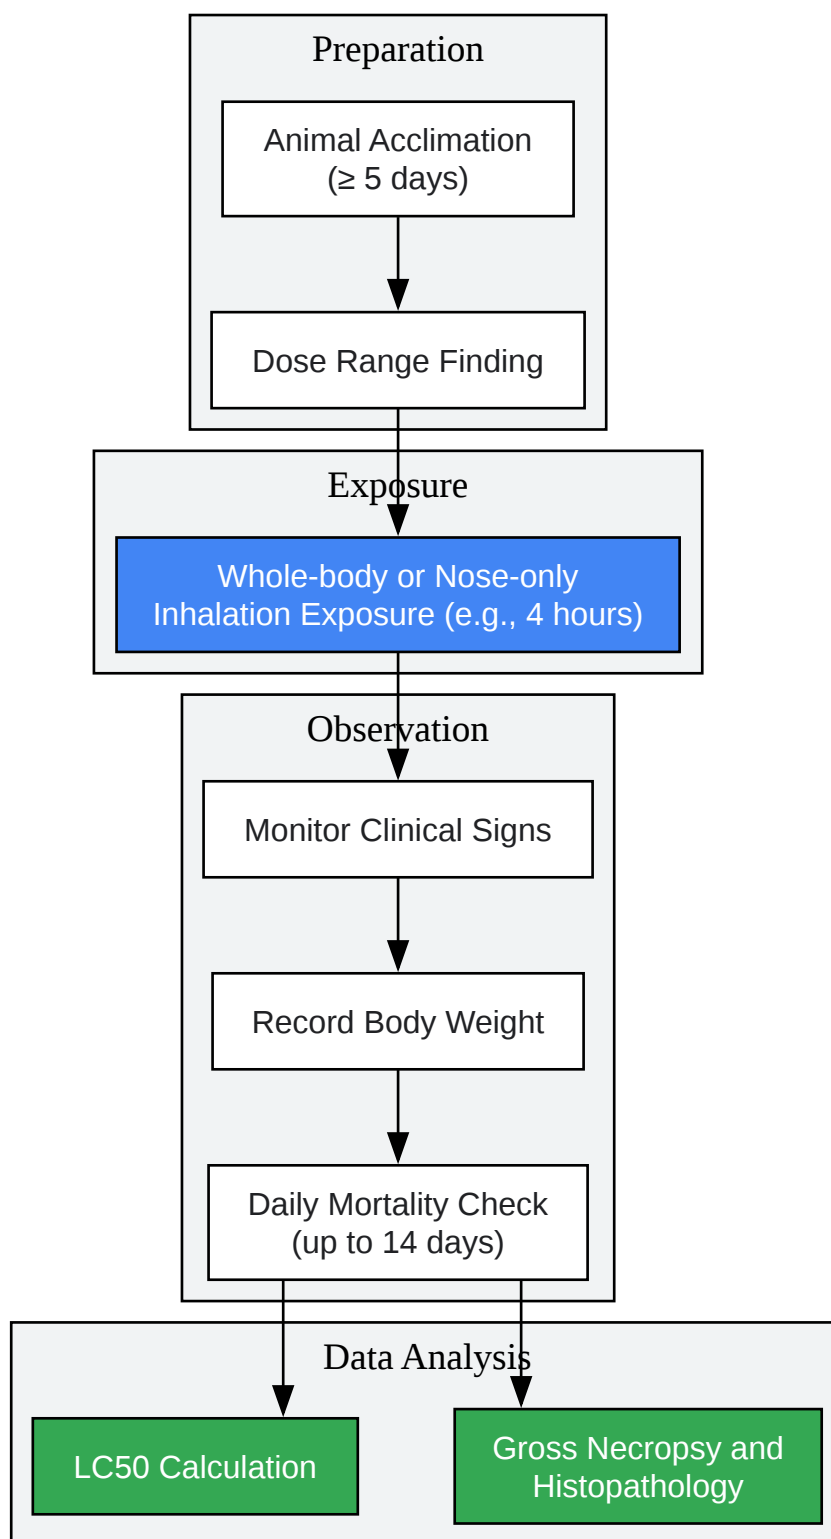 Preparation
Animal Acclimation
(≥ 5 days)
Dose Range Finding
Exposure
Whole-body or Nose-only
Inhalation Exposure (e.g., 4 hours)
Observation
Monitor Clinical Signs
Record Body Weight
Daily Mortality Check
(up to 14 days)
Data Analysis
LC50 Calculation
Gross Necropsy and
Histopathology